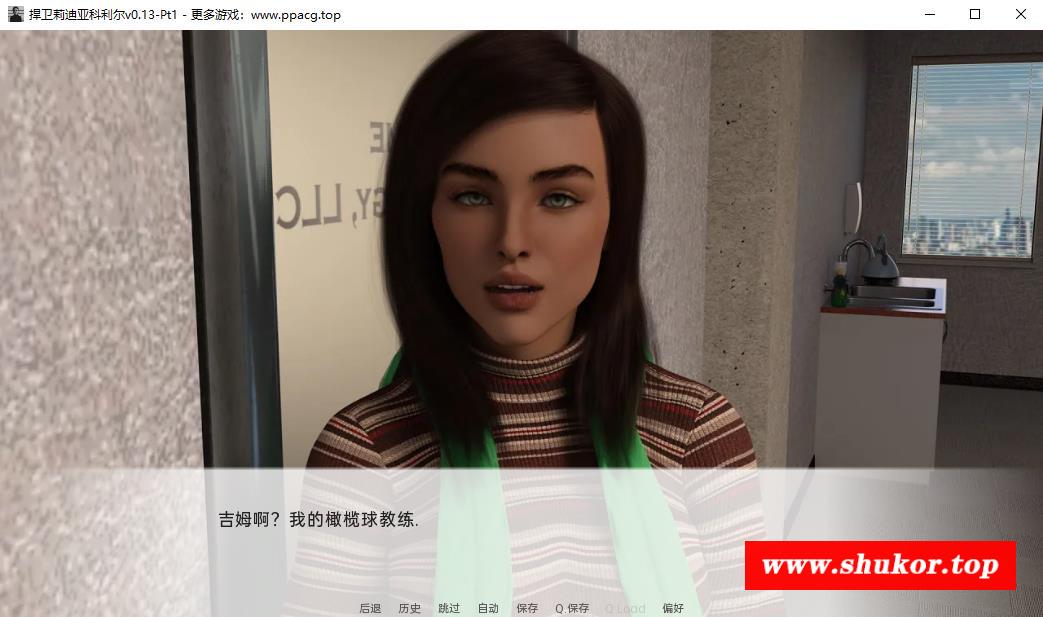 捍卫莉迪亚科利尔v0.13-Pt1 - 更多游戏：www.ppacg.top
NE
GY, LLC
吉姆啊？我的橄榄球教练.
www.shukor.top
后退 历史 跳过 自动 保存 Q.保存 Q.Load 偏好